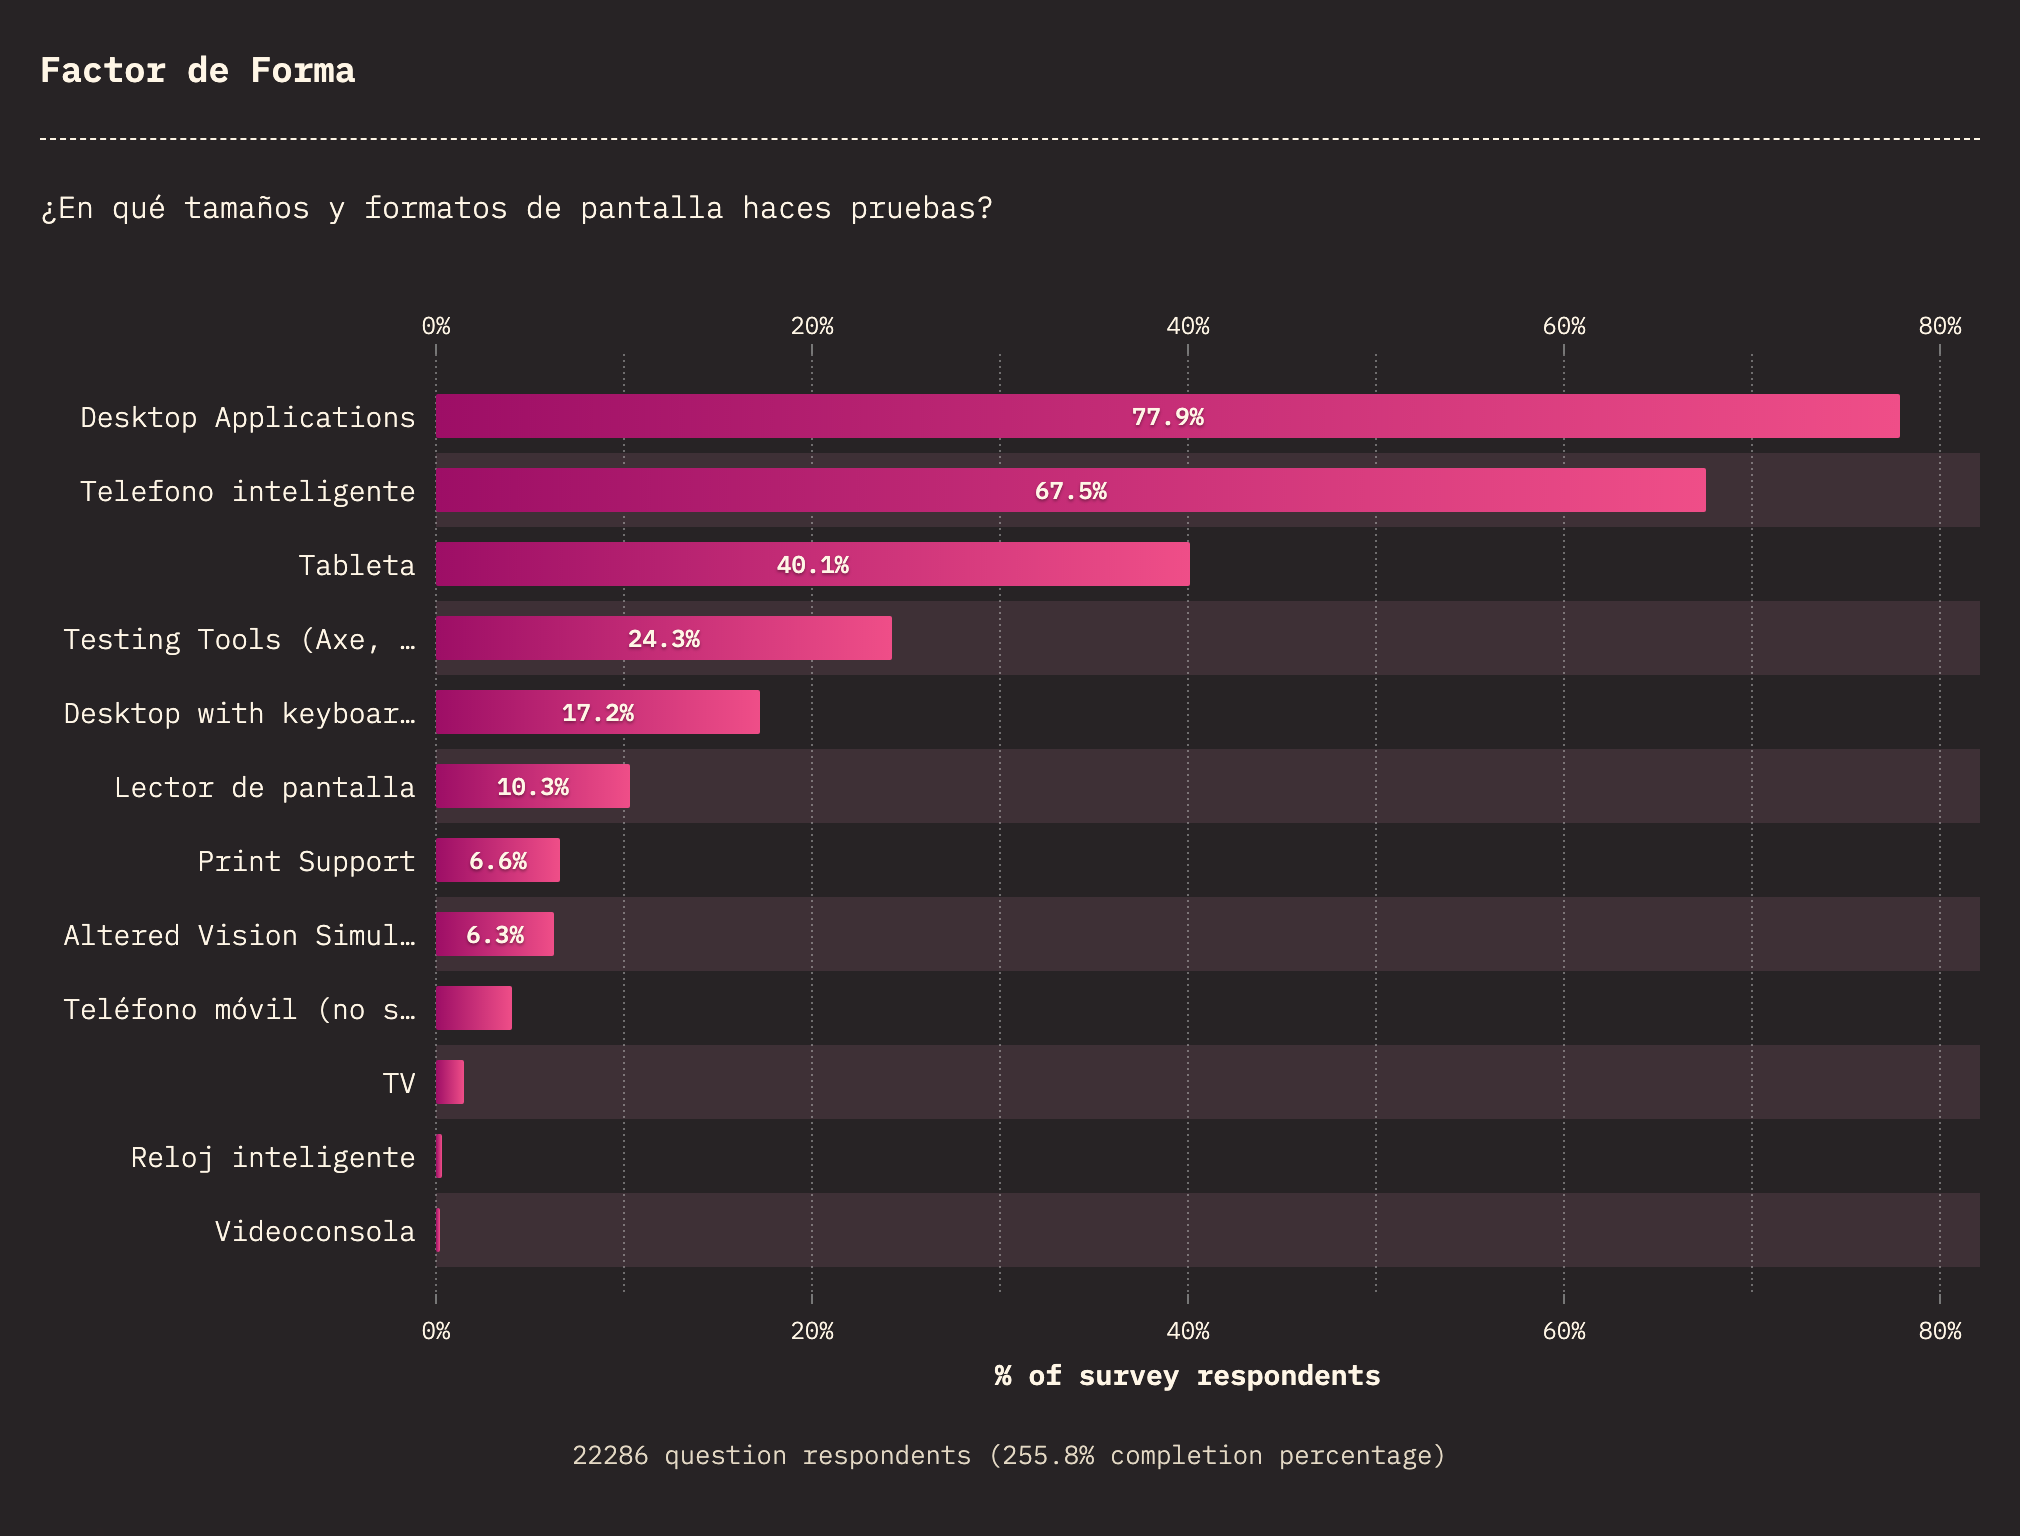 Factor de Forma
¿En qué tamaños y formatos de pantalla haces pruebas?
0% 20% 40% 60% 80%
Desktop Applications 77.9%
Telefono inteligente 67.5%
Tableta 40.1%
Testing Tools (Axe, … 24.3%
Desktop with keyboar… 17.2%
Lector de pantalla 10.3%
Print Support 6.6%
Altered Vision Simul… 6.3%
Teléfono móvil (no s…
TV
Reloj inteligente
Videoconsola
0% 20% 40% 60% 80%
% of survey respondents
22286 question respondents (255.8% completion percentage)